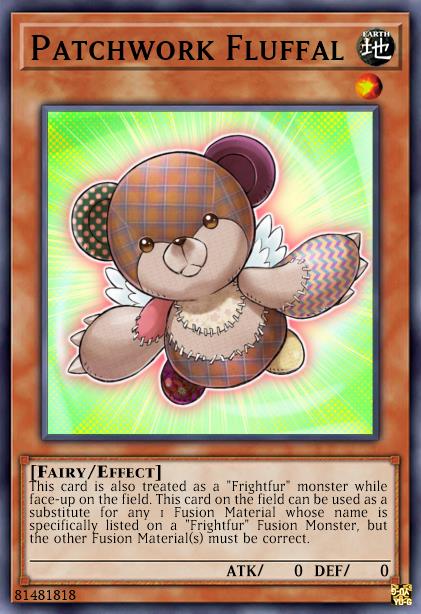 PATCHWORK FLUFFAL
EARTH
地
[FAIRY/EFFECT]
This card is also treated as a "Frightfur" monster while
face-up on the field. This card on the field can be used as a
substitute for any 1 Fusion Material whose name is
specifically listed on a "Frightfur" Fusion Monster, but
the other Fusion Material(s) must be correct.
ATK/ 0 DEF/ 0
81481818